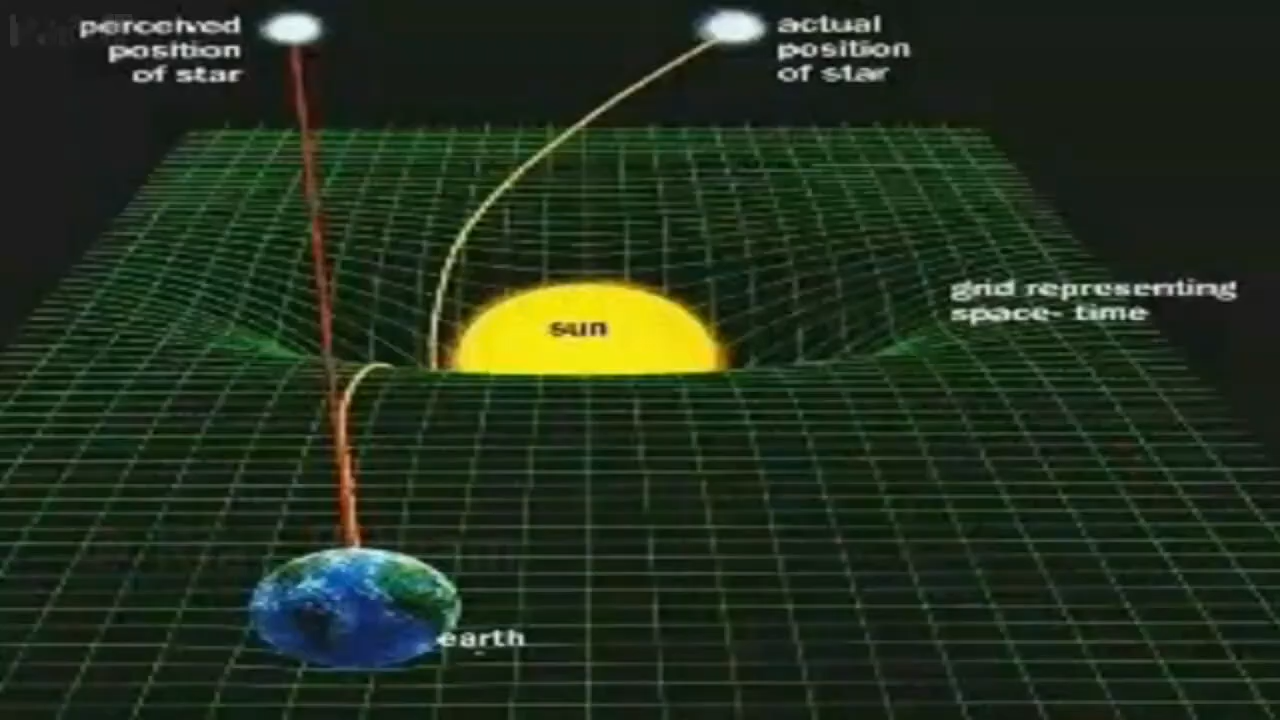 perceived
position
of star
actual
position
of star
grid representing
space- time
sun
earth